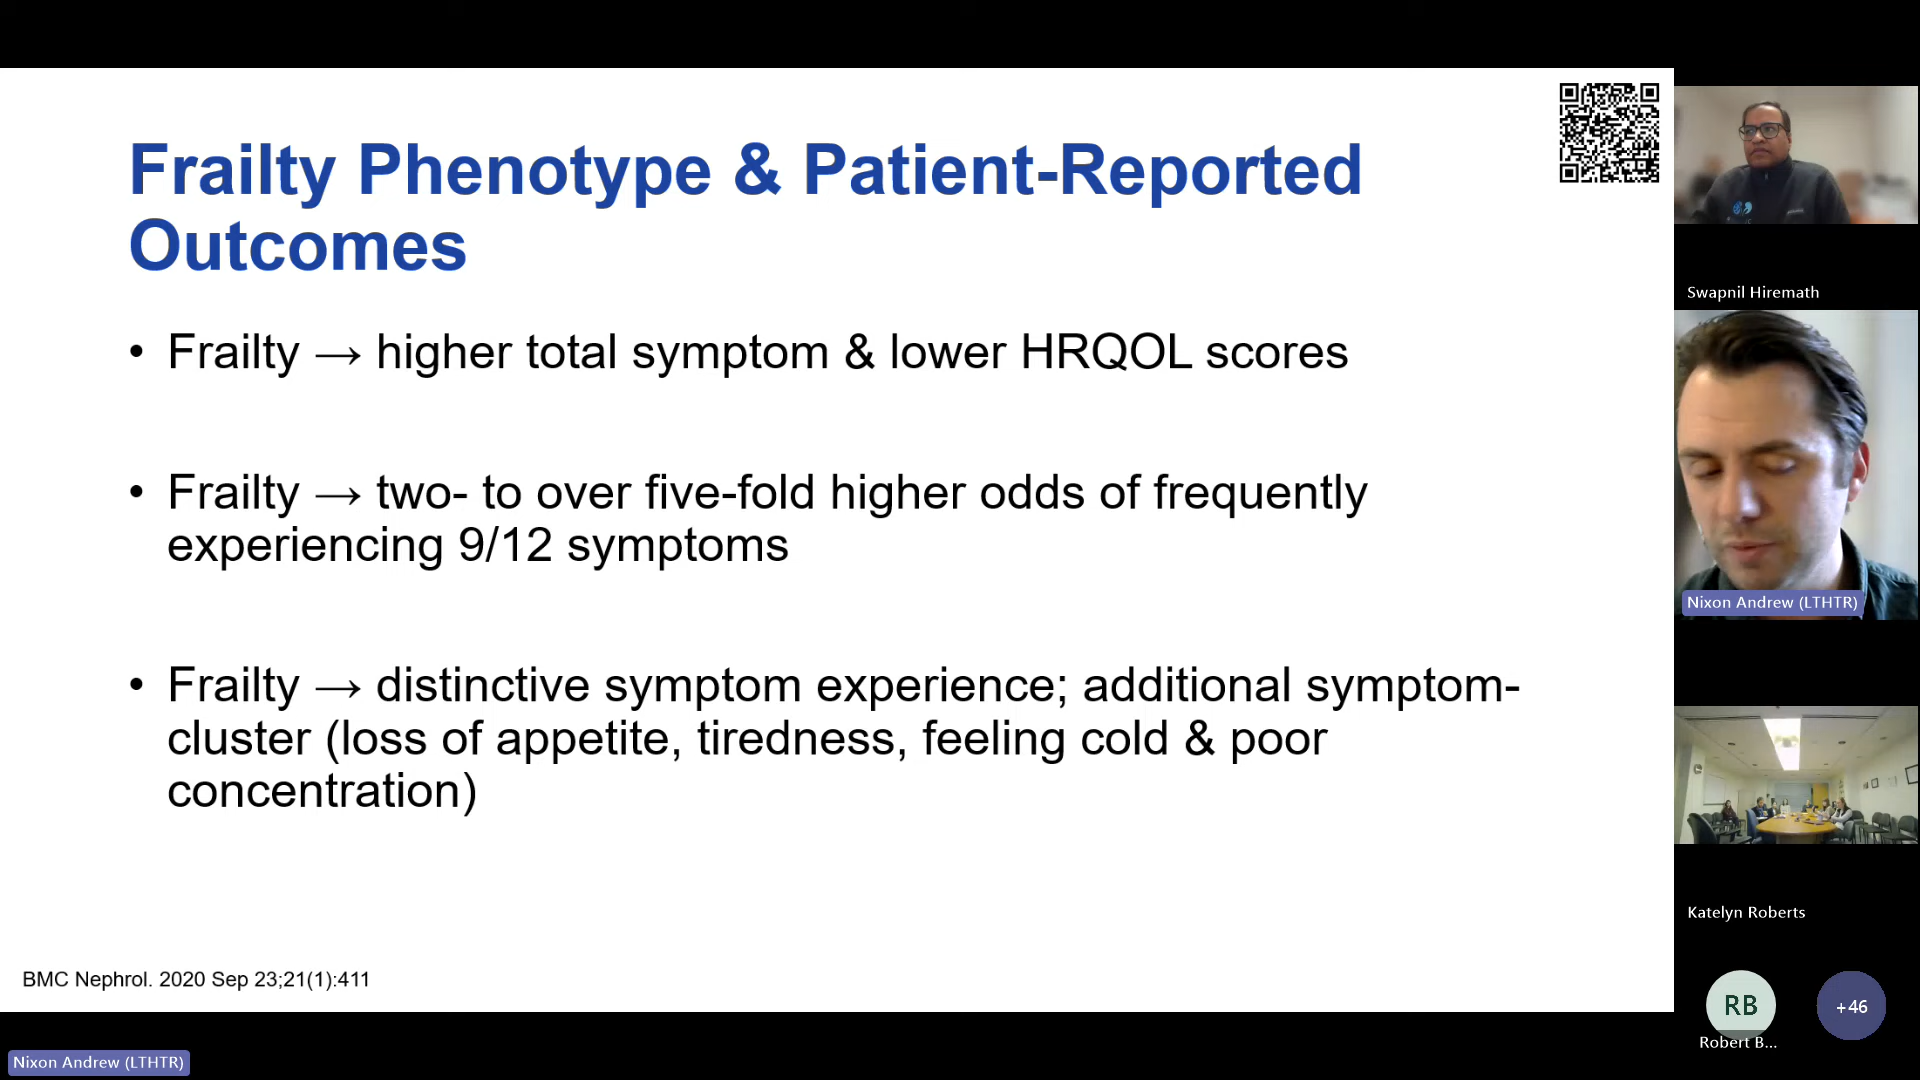 Frailty Phenotype & Patient-Reported
Outcomes
• Frailty → higher total symptom & lower HRQOL scores
• Frailty → two- to over five-fold higher odds of frequently
experiencing 9/12 symptoms
• Frailty → distinctive symptom experience; additional symptom-
cluster (loss of appetite, tiredness, feeling cold & poor
concentration)
BMC Nephrol. 2020 Sep 23;21(1):411
Nixon Andrew (LTHTR)
Swapnil Hiremath
Nixon Andrew (LTHTR)
Katelyn Roberts
RB
+46
Robert B...